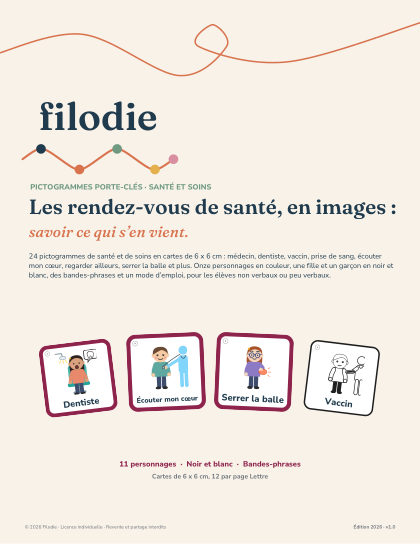 filodie
PICTOGRAMMES PORTE-CLÉS · SANTÉ ET SOINS
Les rendez-vous de santé, en images :
savoir ce qui s'en vient.
24 pictogrammes de santé et de soins en cartes de 6 x 6 cm : médecin, dentiste, vaccin, prise de sang, écouter
mon cœur, regarder ailleurs, serrer la balle et plus. Onze personnages en couleur, une fille et un garçon en noir et
blanc, des bandes-phrases et un mode d'emploi, pour les élèves non verbaux ou peu verbaux.
Dentiste
Écouter mon cœur
Serrer la balle
Vaccin
11 personnages · Noir et blanc · Bandes-phrases
Cartes de 6 x 6 cm, 12 par page Lettre
© 2026 Filodie · Licence individuelle · Revente et partage interdits
Édition 2026 · v1.0